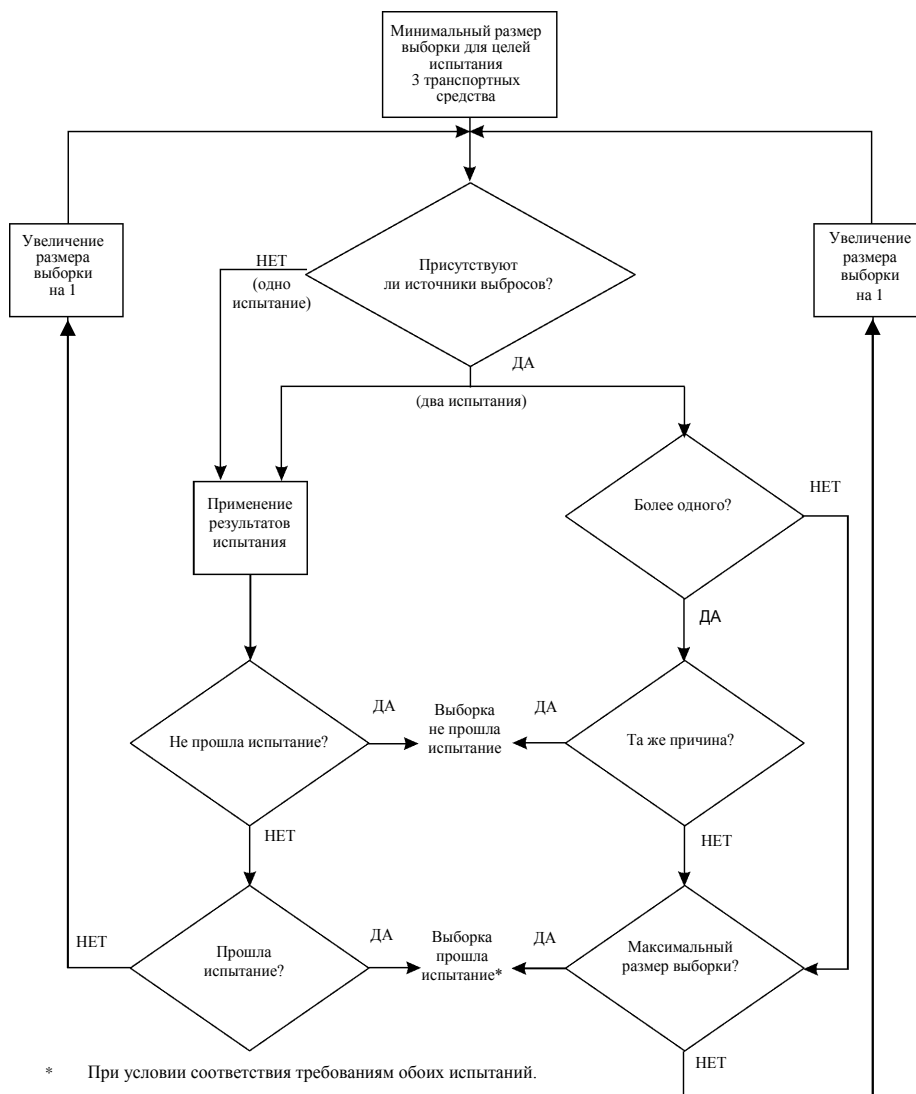 Минимальный размер
выборки для целей
испытания
3 транспортных
средства
Увеличение
размера
выборки
на 1
Увеличение
размера
выборки
на 1
НЕТ
(одно
испытание)
Присутствуют
ли источники выбросов?
ДА
(два испытания)
Применение
результатов
испытания
Более одного?
НЕТ
ДА
Не прошла испытание?
ДА
Выборка
не прошла
испытание
ДА
Та же причина?
НЕТ
НЕТ
НЕТ
Прошла
испытание?
ДА
Выборка
прошла
испытание*
ДА
Максимальный
размер выборки?
НЕТ
* При условии соответствия требованиям обоих испытаний.